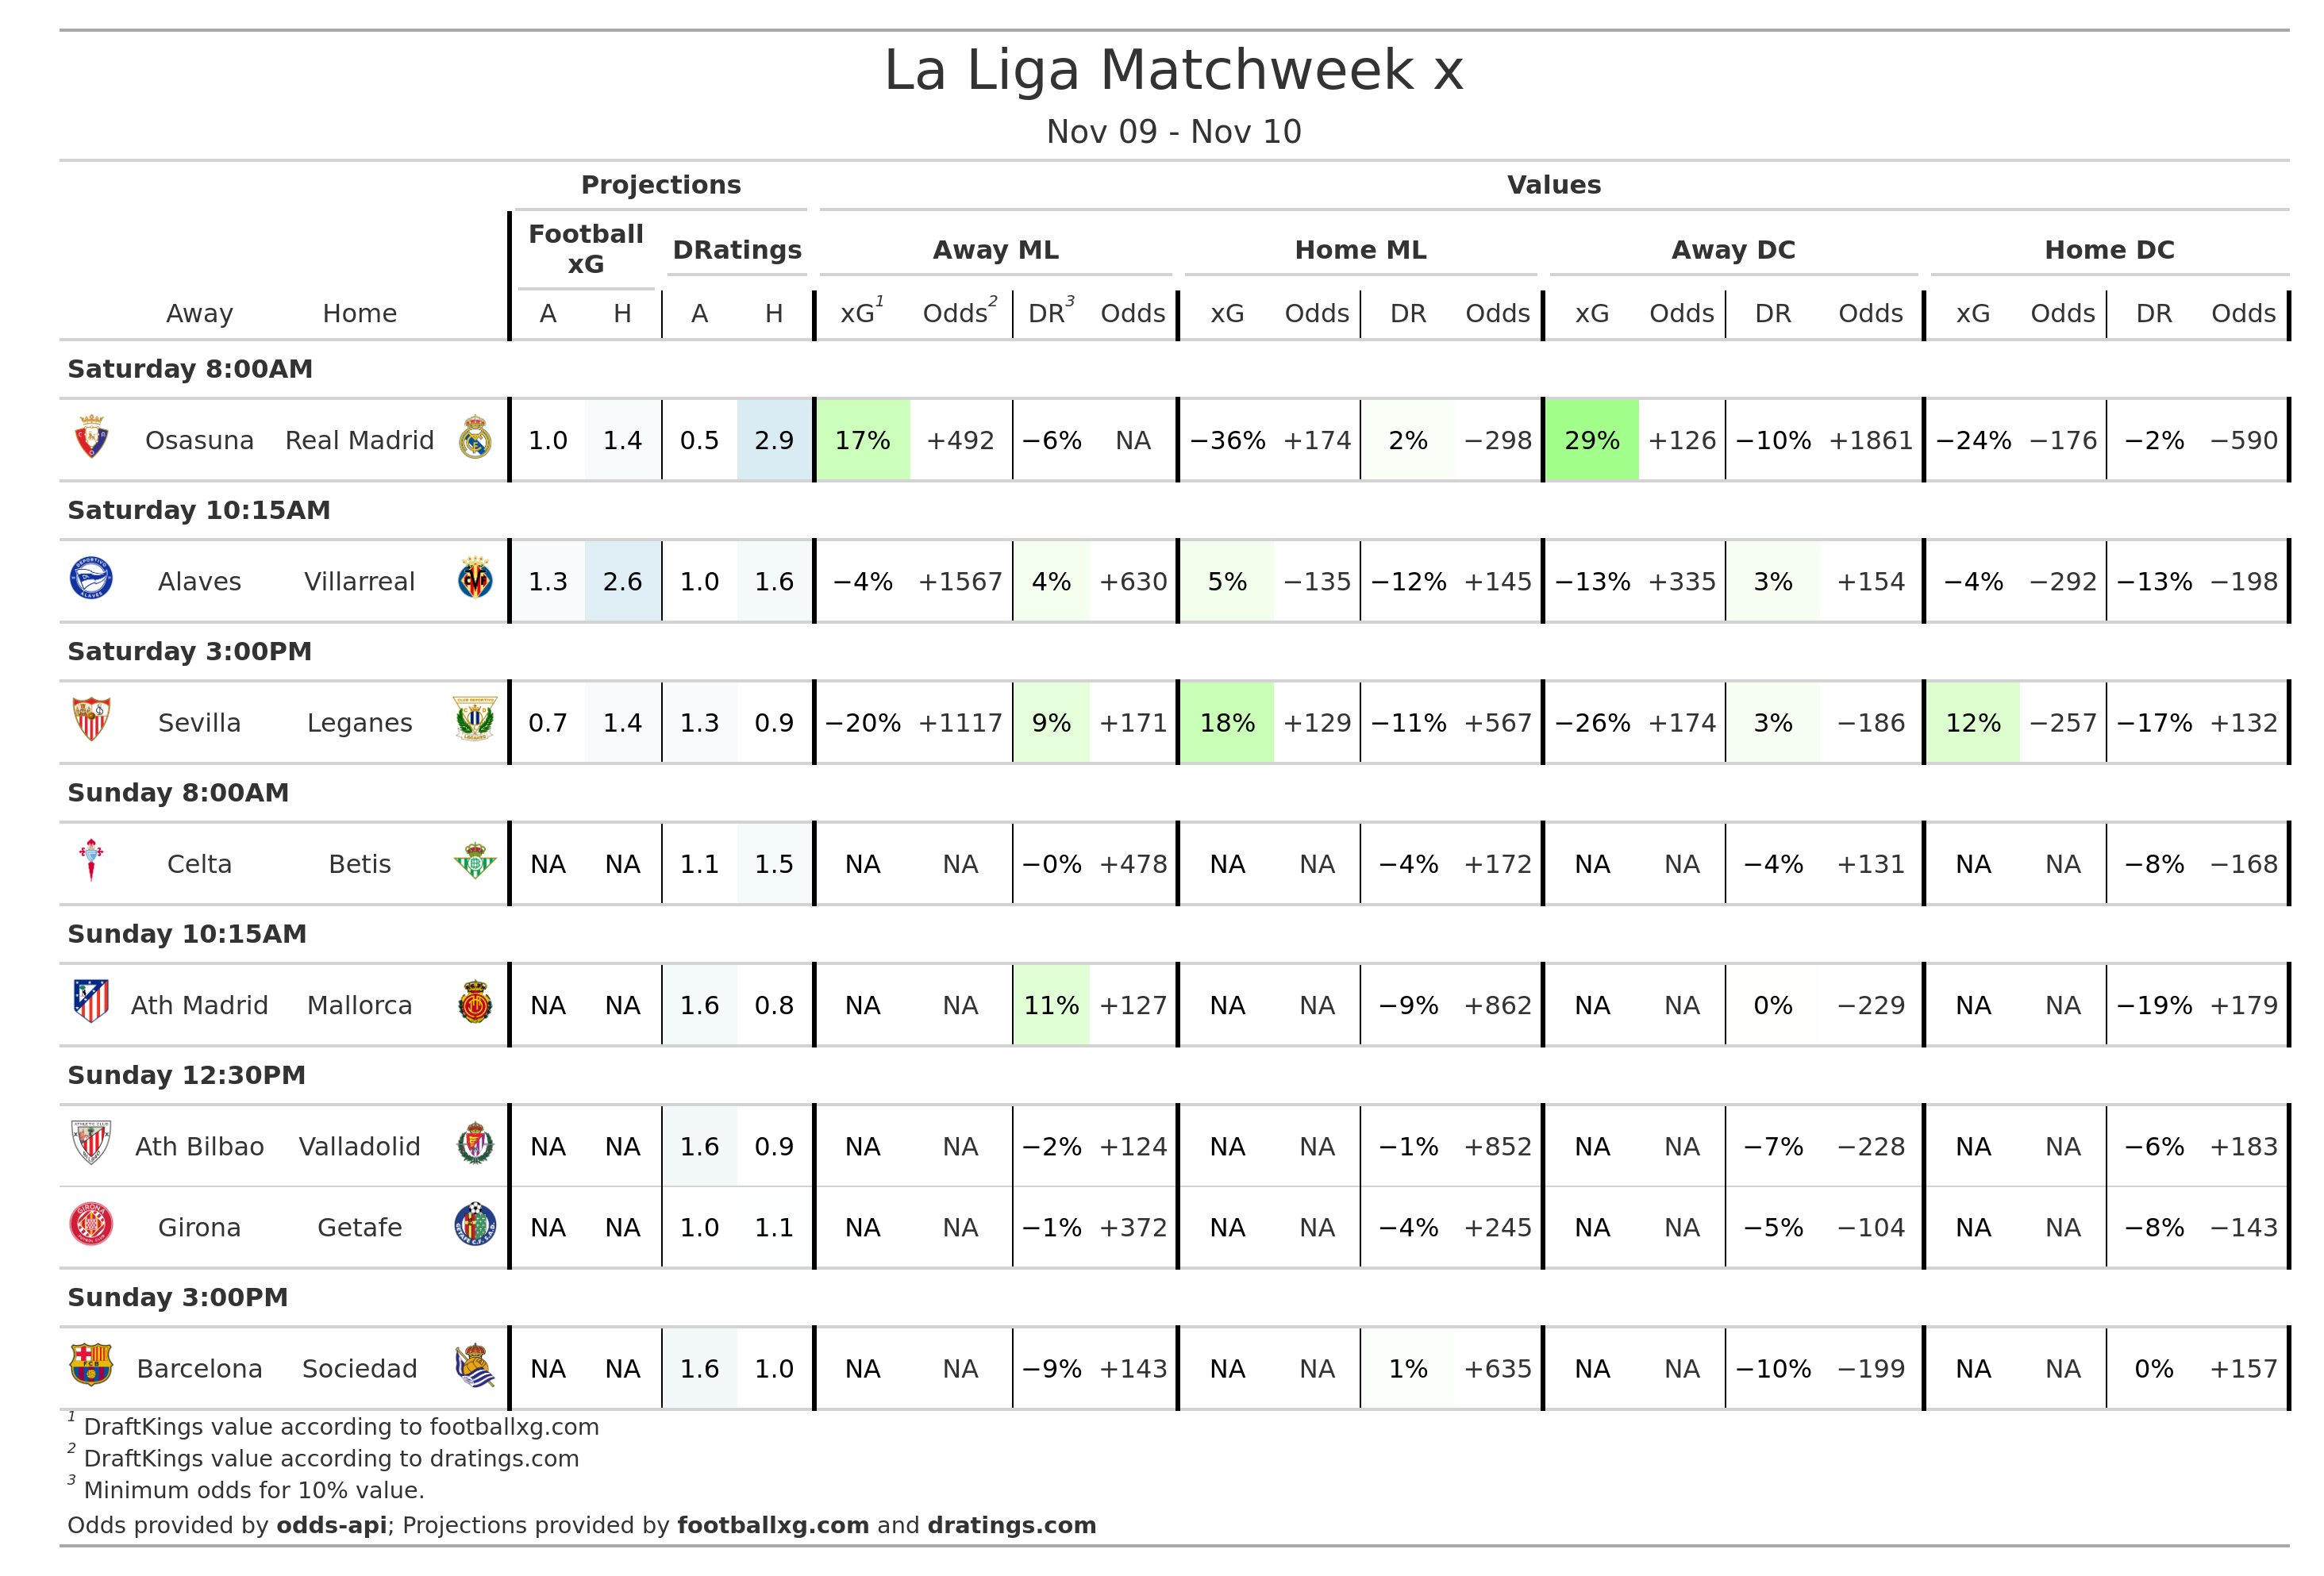 La Liga Matchweek x
Nov 09 - Nov 10
Projections Values
Football xG DRatings Away ML Home ML Away DC Home DC
Away Home A H A H xG1 Odds2 DR3 Odds xG Odds DR Odds xG Odds DR Odds xG Odds DR Odds
Saturday 8:00AM
Osasuna Real Madrid 1.0 1.4 0.5 2.9 17% +492 −6% NA −36% +174 2% −298 29% +126 −10% +1861 −24% −176 −2% −590
Saturday 10:15AM
Alaves Villarreal 1.3 2.6 1.0 1.6 −4% +1567 4% +630 5% −135 −12% +145 −13% +335 3% +154 −4% −292 −13% −198
Saturday 3:00PM
Sevilla Leganes 0.7 1.4 1.3 0.9 −20% +1117 9% +171 18% +129 −11% +567 −26% +174 3% −186 12% −257 −17% +132
Sunday 8:00AM
Celta Betis NA NA 1.1 1.5 NA NA −0% +478 NA NA −4% +172 NA NA −4% +131 NA NA −8% −168
Sunday 10:15AM
Ath Madrid Mallorca NA NA 1.6 0.8 NA NA 11% +127 NA NA −9% +862 NA NA 0% −229 NA NA −19% +179
Sunday 12:30PM
Ath Bilbao Valladolid NA NA 1.6 0.9 NA NA −2% +124 NA NA −1% +852 NA NA −7% −228 NA NA −6% +183
Girona Getafe NA NA 1.0 1.1 NA NA −1% +372 NA NA −4% +245 NA NA −5% −104 NA NA −8% −143
Sunday 3:00PM
Barcelona Sociedad NA NA 1.6 1.0 NA NA −9% +143 NA NA 1% +635 NA NA −10% −199 NA NA 0% +157
1 DraftKings value according to footballxg.com
2 DraftKings value according to dratings.com
3 Minimum odds for 10% value.
Odds provided by odds-api; Projections provided by footballxg.com and dratings.com